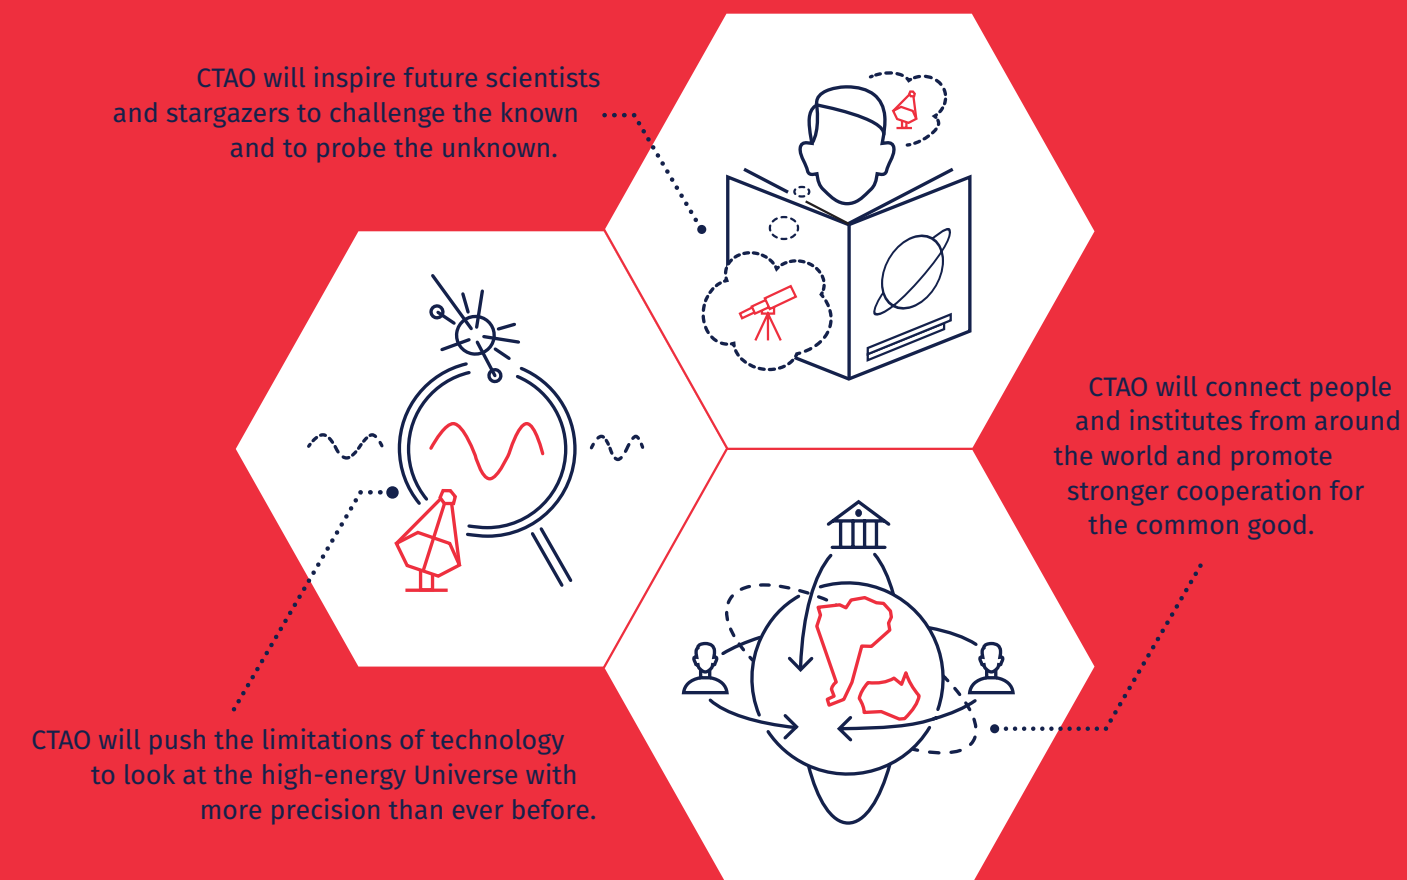 CTAO will inspire future scientists
and stargazers to challenge the known
and to probe the unknown.
CTAO will connect people
and institutes from around
the world and promote
stronger cooperation for
the common good.
CTAO will push the limitations of technology
to look at the high-energy Universe with
more precision than ever before.